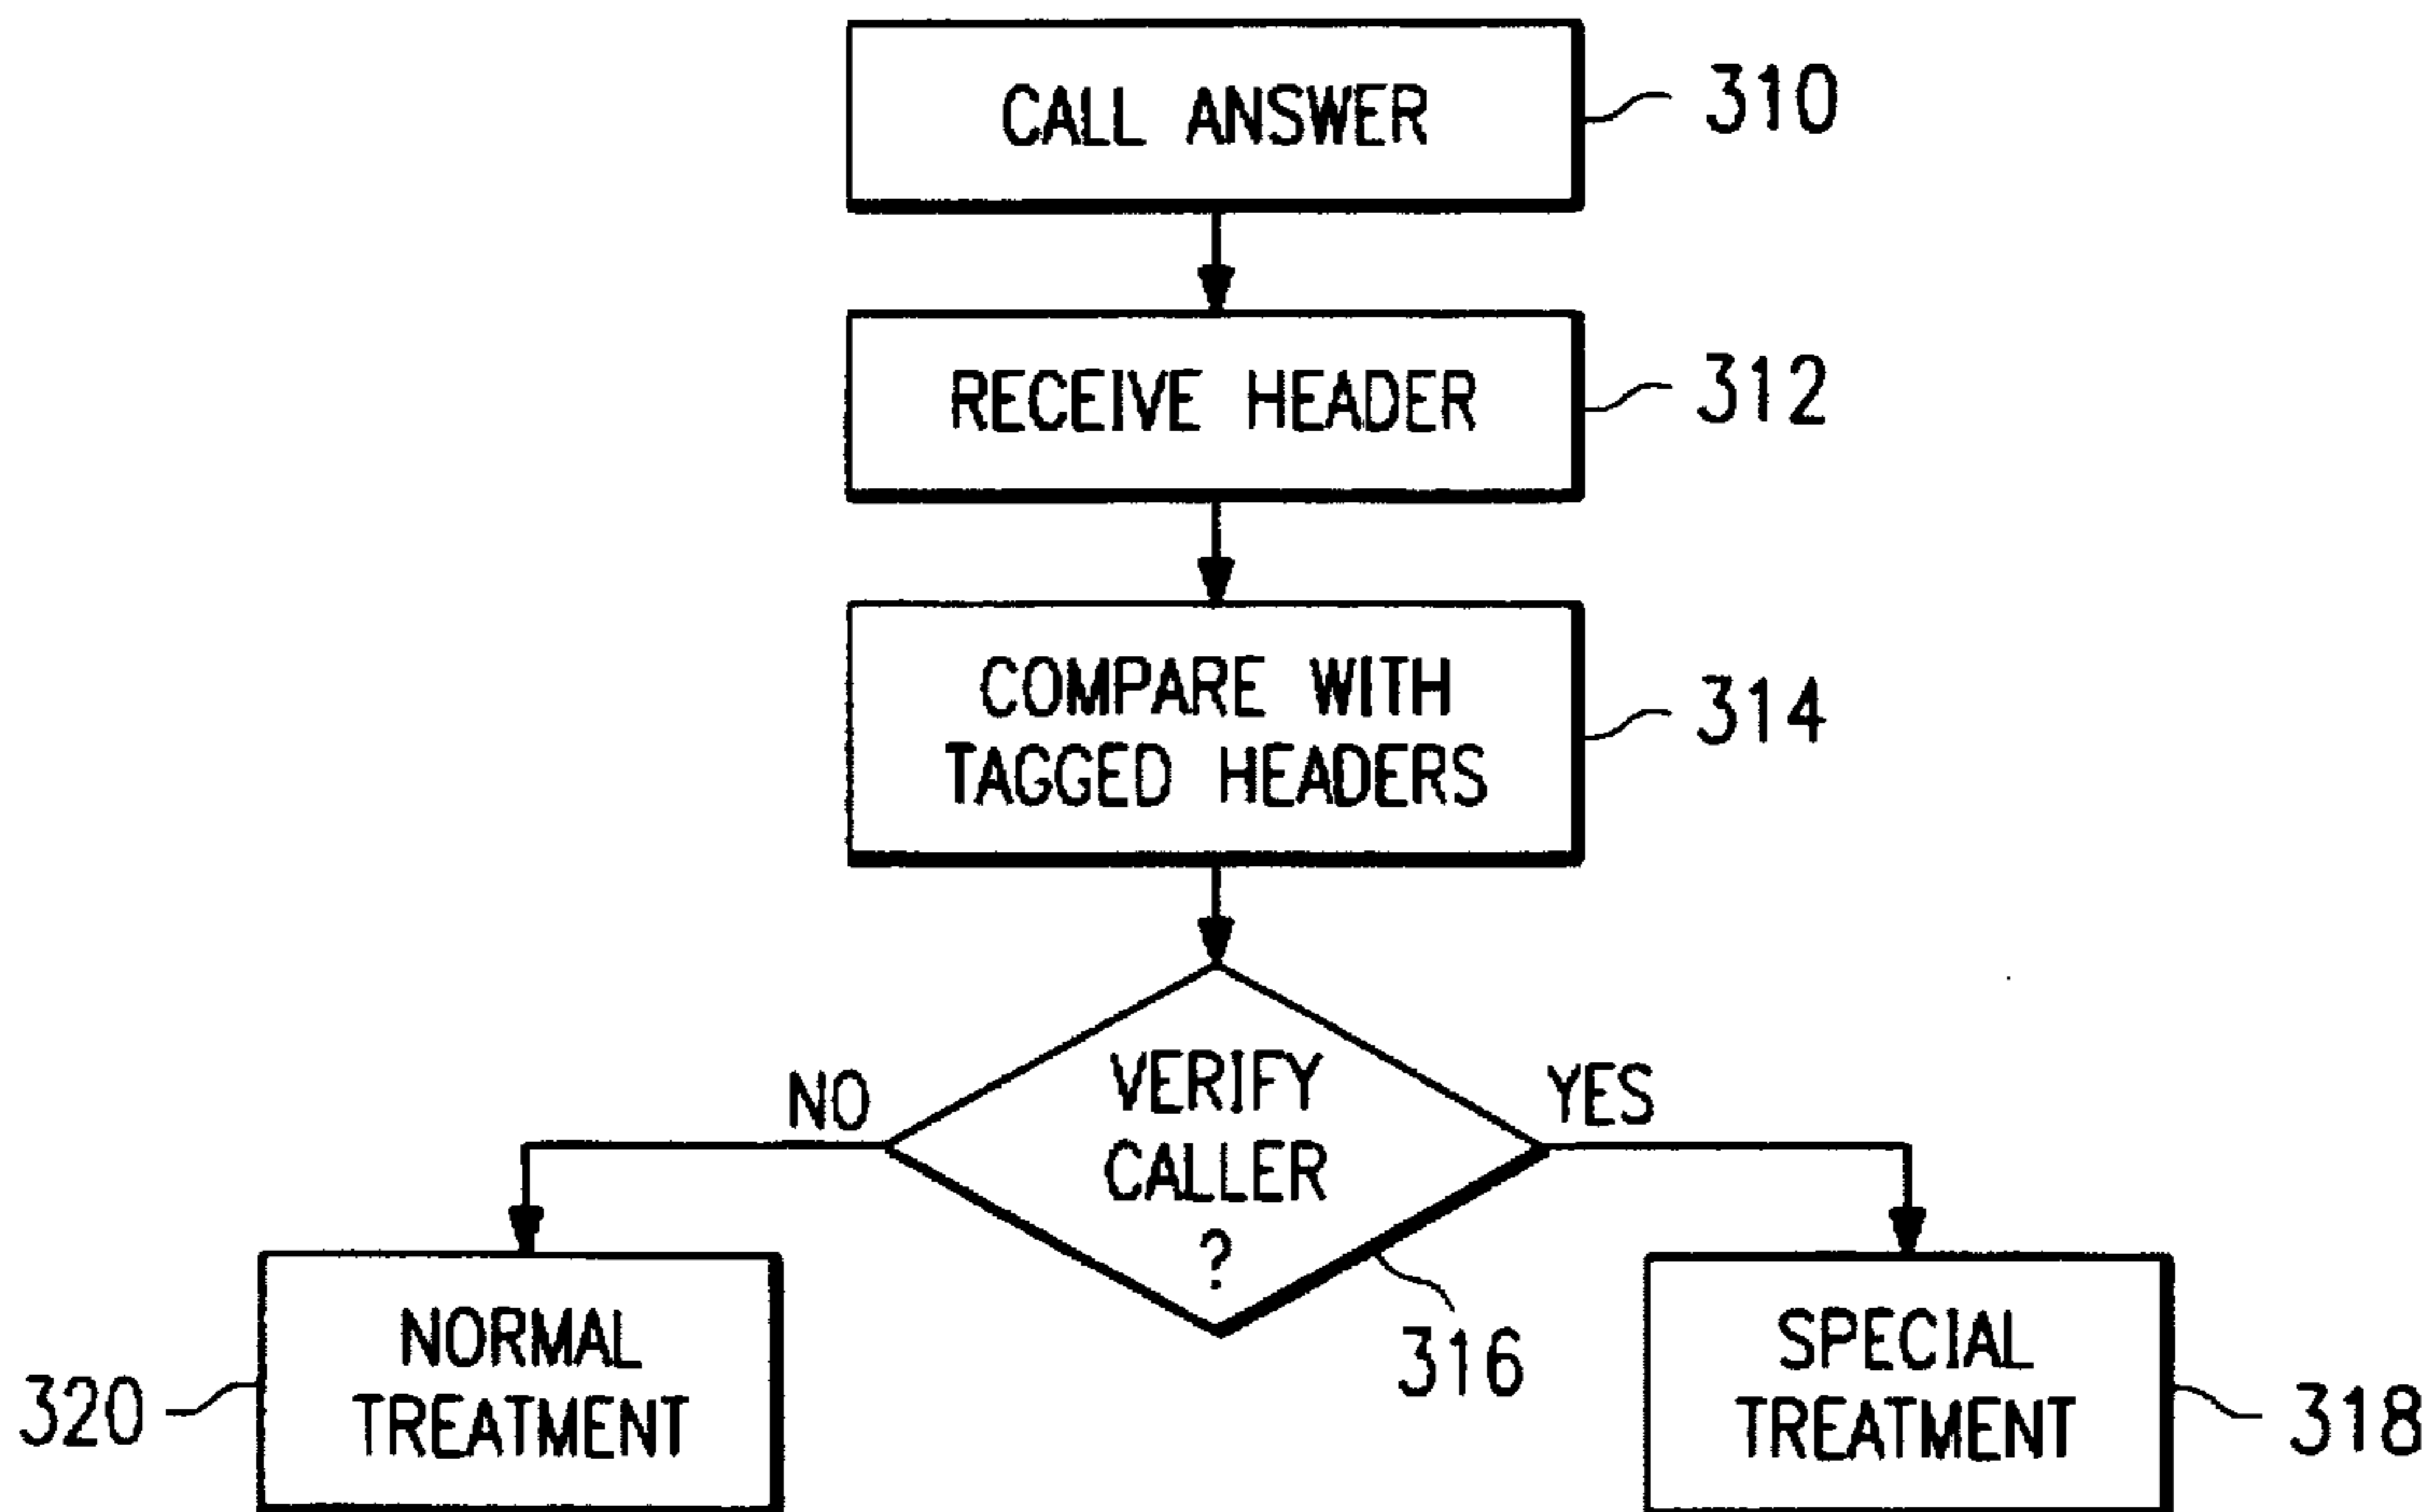 CALL ANSWER
310
RECEIVE HEADER
312
COMPARE WITH
TAGGED HEADERS
314
VERIFY
CALLER
?
NO
YES
316
NORMAL
TREATMENT
320
SPECIAL
TREATMENT
318